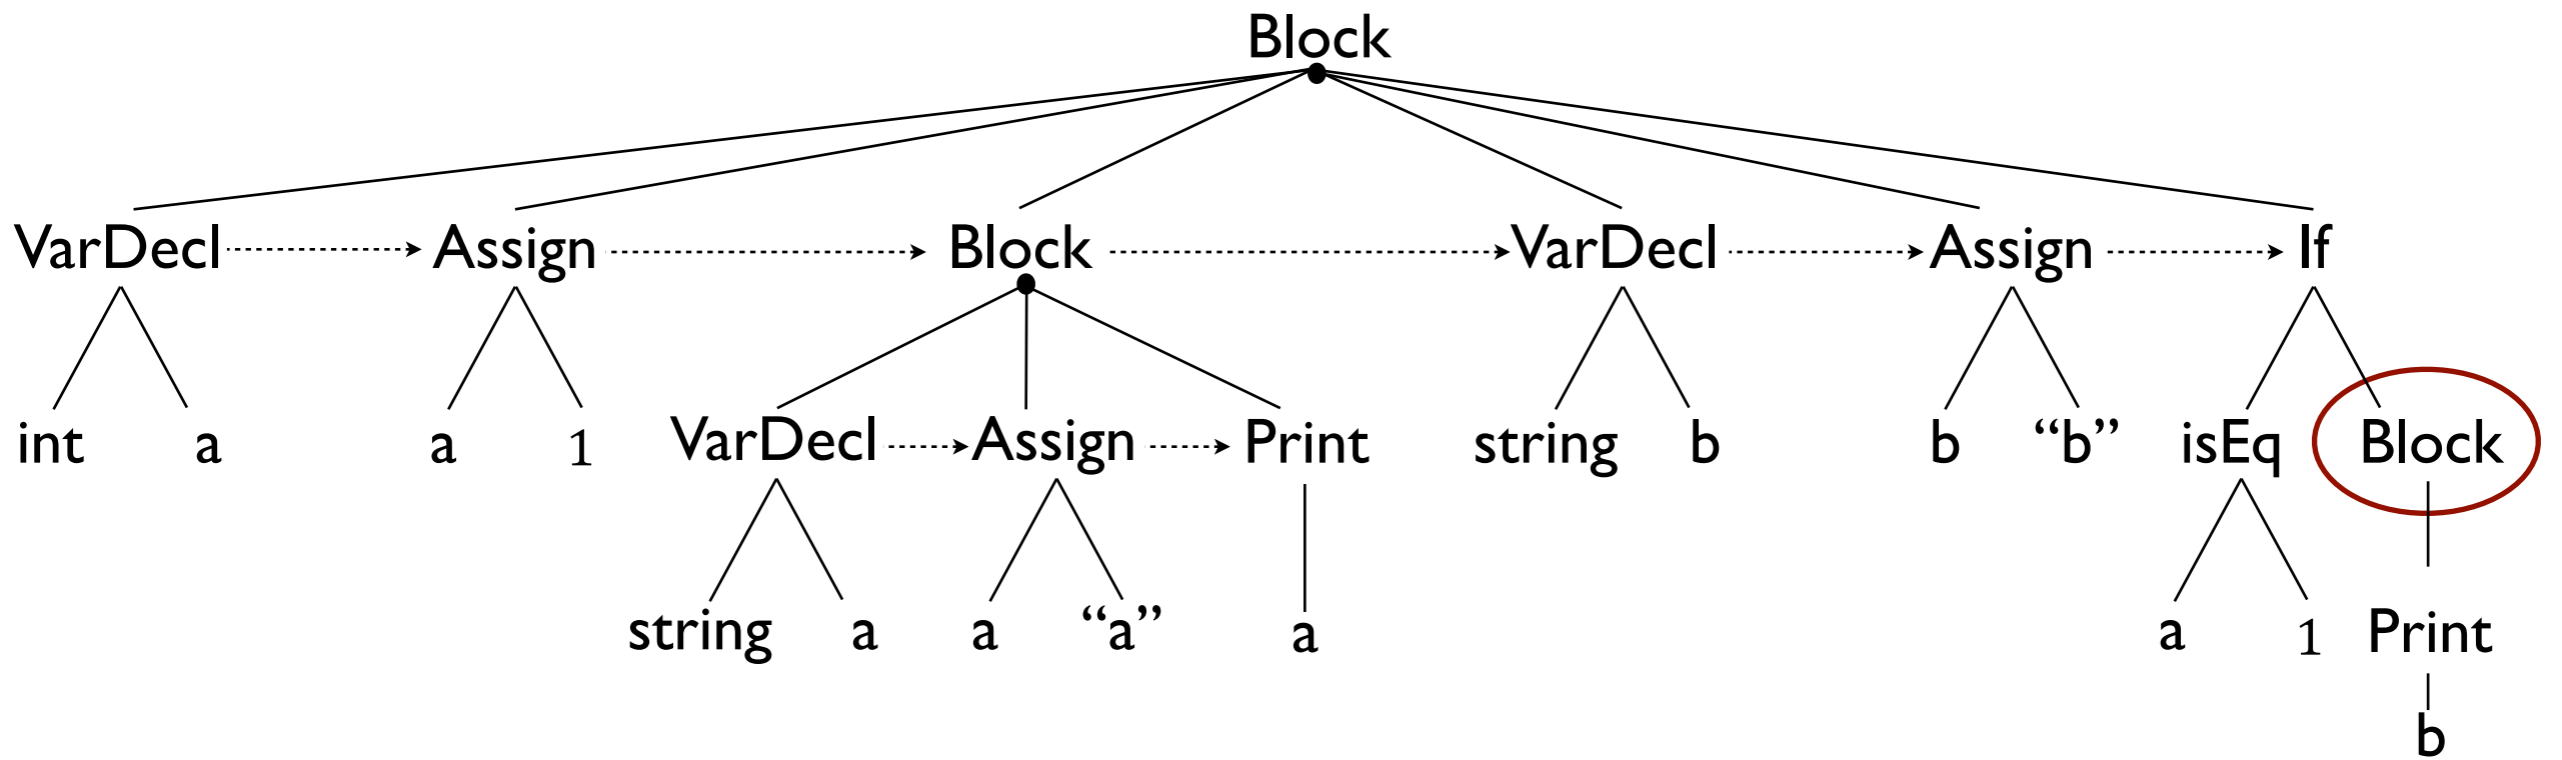 Block
VarDecl Assign Block VarDecl Assign If
int a a 1 VarDecl Assign Print string b b “b” isEq Block
string a a “a” a a 1 Print
b